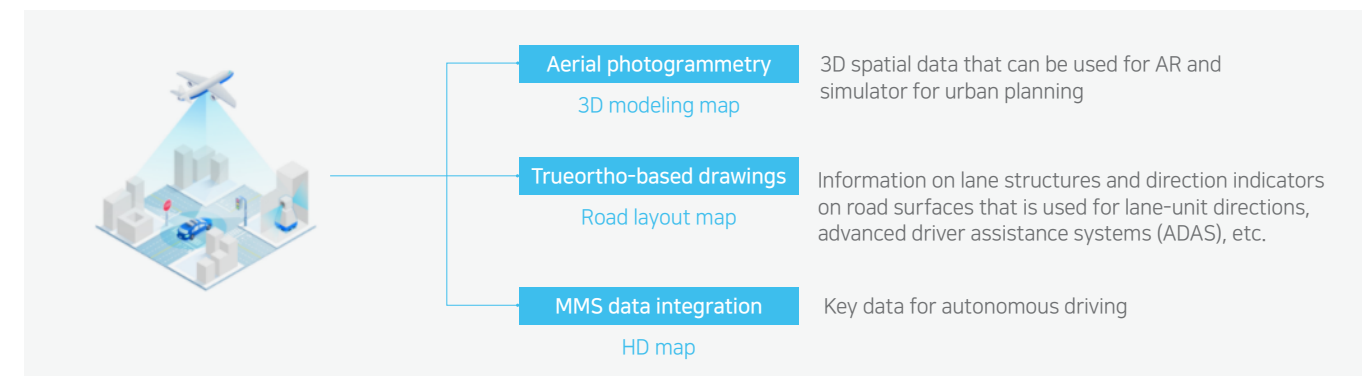 Aerial photogrammetry
3D modeling map
3D spatial data that can be used for AR and
simulator for urban planning
Trueortho-based drawings
Road layout map
Information on lane structures and direction indicators
on road surfaces that is used for lane-unit directions,
advanced driver assistance systems (ADAS), etc.
MMS data integration
HD map
Key data for autonomous driving